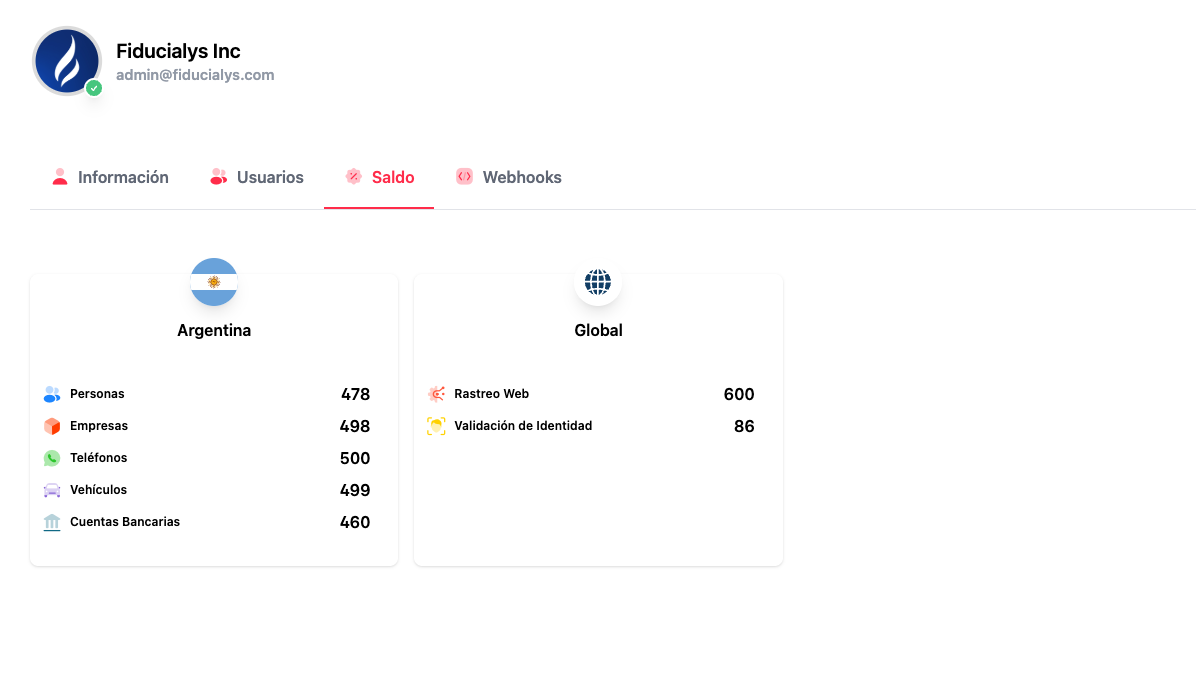 Fiducialys Inc
admin@fiducialys.com
Información Usuarios Saldo Webhooks
Argentina
Personas 478
Empresas 498
Teléfonos 500
Vehículos 499
Cuentas Bancarias 460
Global
Rastreo Web 600
Validación de Identidad 86